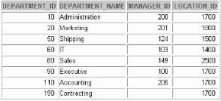 DEPARTMENT_ID DEPARTMENT_NAME MANAGER_ID LOCATION_ID
10 Administration 200 1700
20 Marketing 201 1800
50 Shipping 124 1500
60 IT 103 1400
80 Sales 149 2500
90 Executive 100 1700
110 Accounting 205 1700
190 Contracting 1700